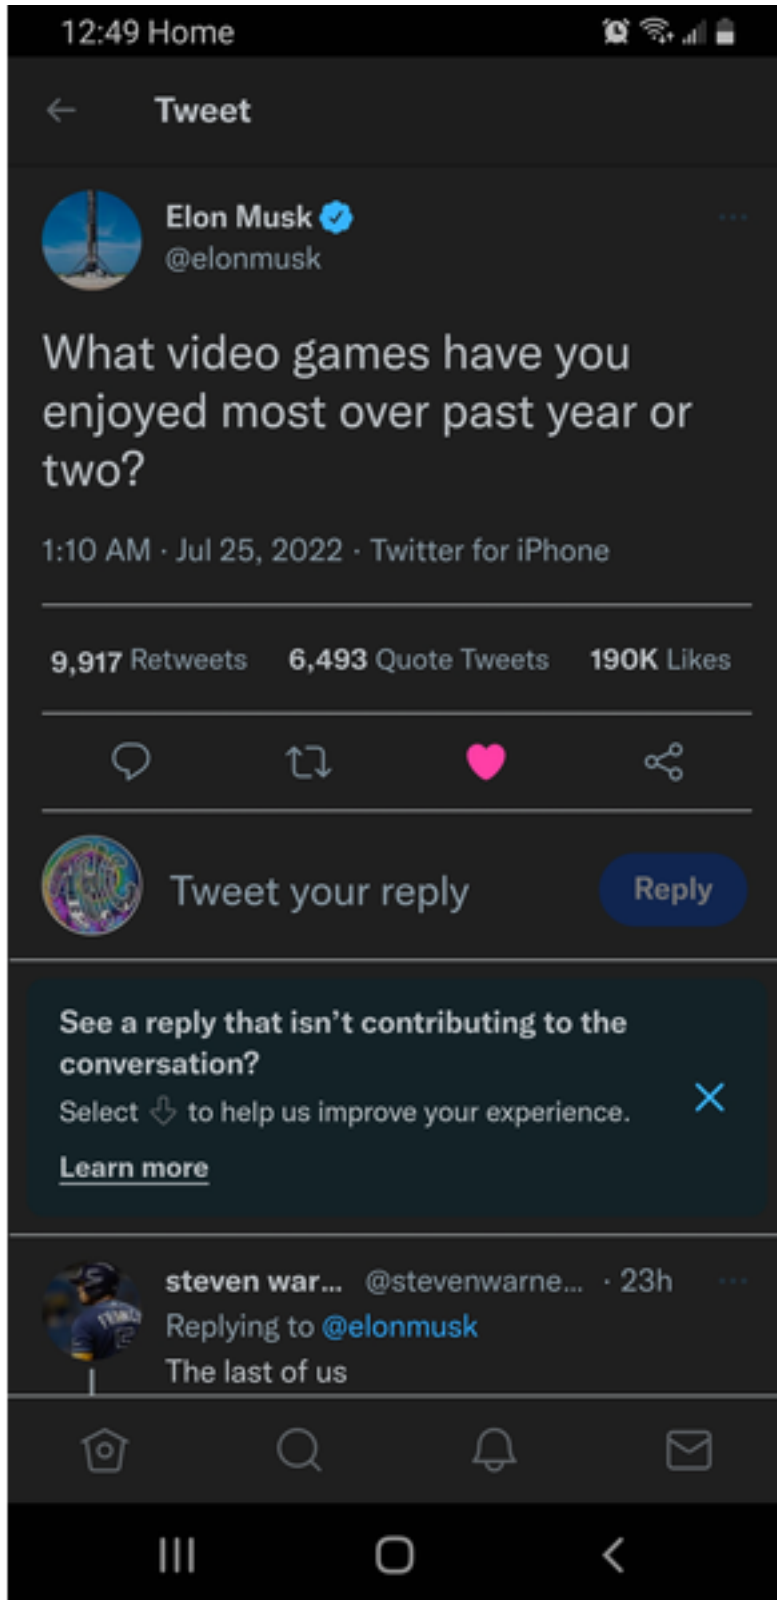 12:49 Home
Tweet
Elon Musk
@elonmusk
What video games have you
enjoyed most over past year or
two?
1:10 AM · Jul 25, 2022 · Twitter for iPhone
9,917 Retweets 6,493 Quote Tweets 190K Likes
Tweet your reply
Reply
See a reply that isn't contributing to the
conversation?
Select to help us improve your experience.
Learn more
steven war... @stevenwarne... · 23h
Replying to @elonmusk
The last of us